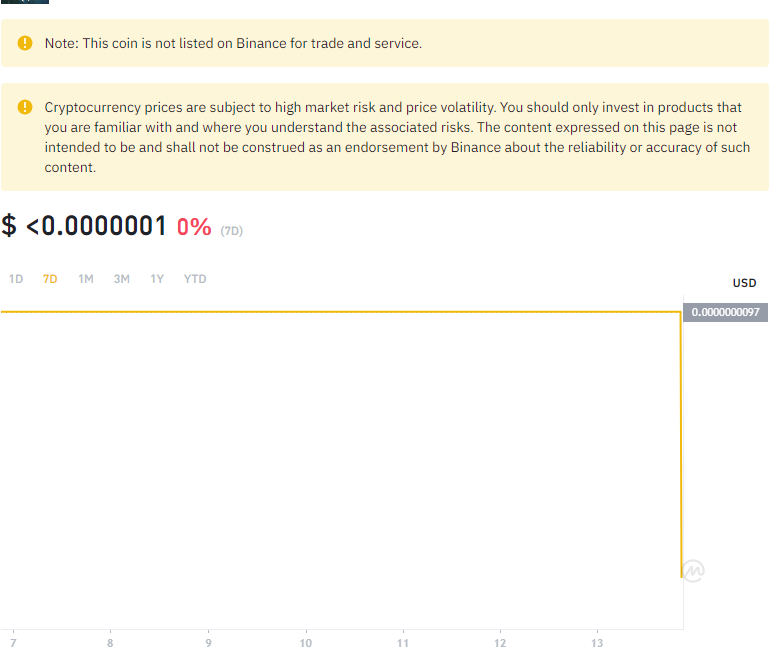 Note: This coin is not listed on Binance for trade and service.
Cryptocurrency prices are subject to high market risk and price volatility. You should only invest in products that
you are familiar with and where you understand the associated risks. The content expressed on this page is not
intended to be and shall not be construed as an endorsement by Binance about the reliability or accuracy of such
content.
$ <0.0000001 0% (7D)
1D 7D 1M 3M 1Y YTD
USD
0.0000000097
7 8 9 10 11 12 13